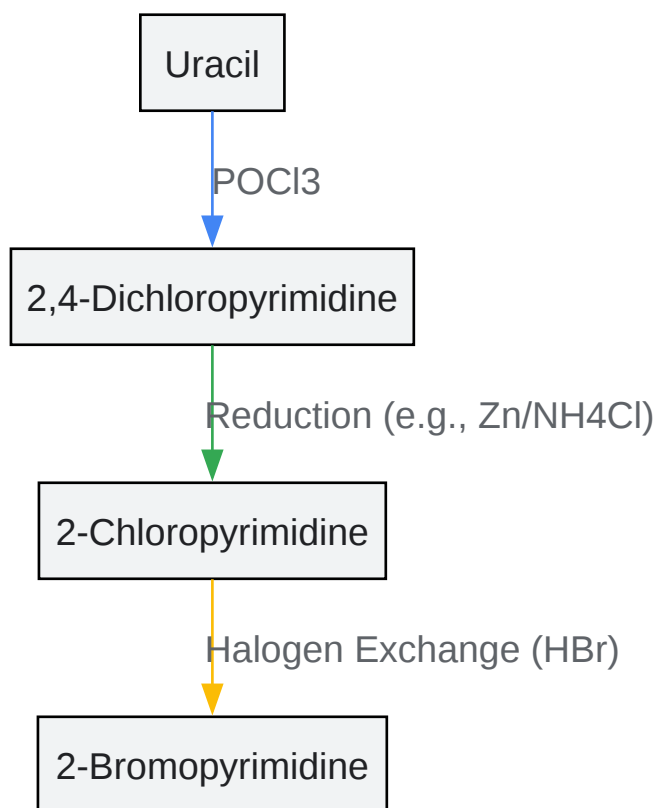 Uracil
POCl3
2,4-Dichloropyrimidine
Reduction (e.g., Zn/NH4Cl)
2-Chloropyrimidine
Halogen Exchange (HBr)
2-Bromopyrimidine